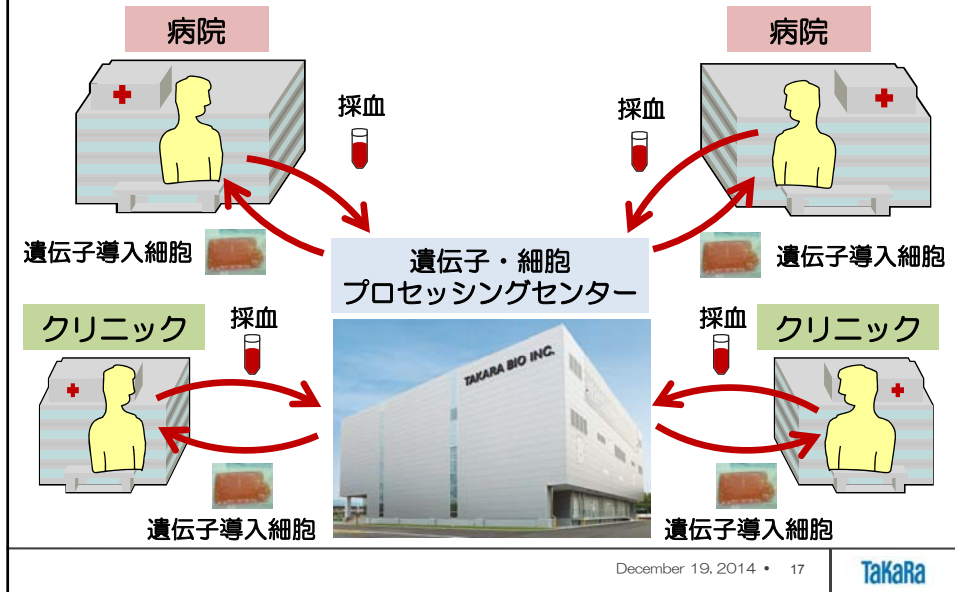 病院
病院
採血
採血
遺伝子導入細胞
遺伝子導入細胞
遺伝子・細胞
プロセッシングセンター
クリニック
採血
採血
クリニック
TAKARA BIO INC.
遺伝子導入細胞
遺伝子導入細胞
December 19, 2014 • 17
TaKaRa